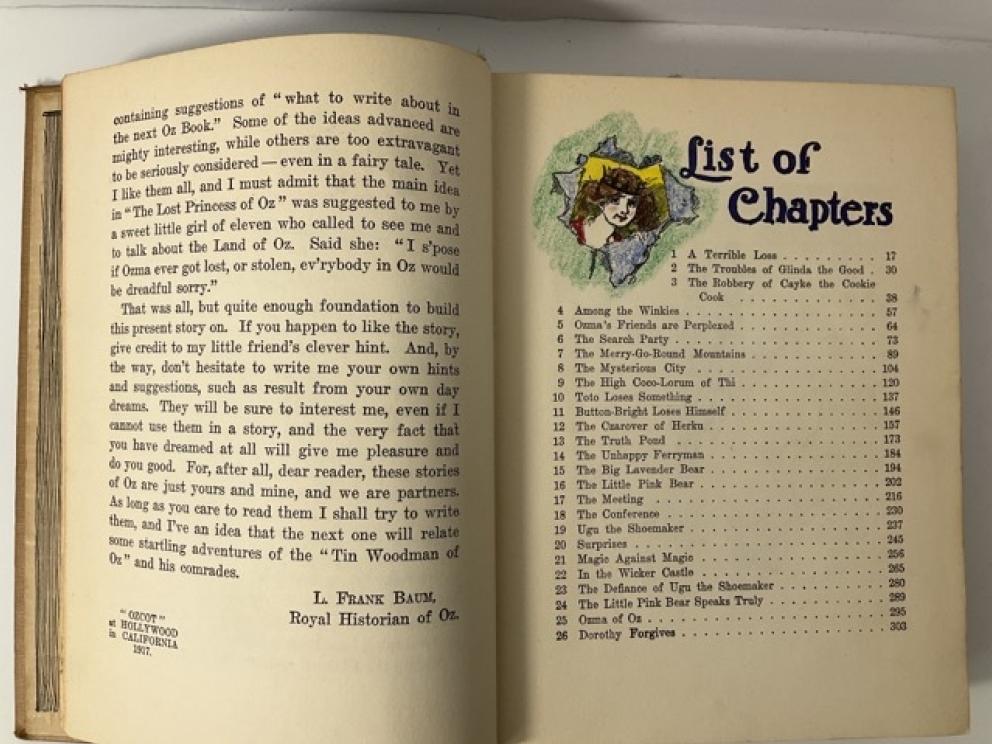 containing suggestions of "what to write about in
the next Oz Book." Some of the ideas advanced are
mighty interesting, while others are too extravagant
to be seriously considered — even in a fairy tale. Yet
I like them all, and I must admit that the main idea
in "The Lost Princess of Oz" was suggested to me by
a sweet little girl of eleven who called to see me and
to talk about the Land of Oz. Said she: "I s'pose
if Ozma ever got lost, or stolen, ev'rybody in Oz would
be dreadful sorry."
That was all, but quite enough foundation to build
this present story on. If you happen to like the story,
give credit to my little friend's clever hint. And, by
the way, don't hesitate to write me your own hints
and suggestions, such as result from your own day
dreams. They will be sure to interest me, even if I
cannot use them in a story, and the very fact that
you have dreamed at all will give me pleasure and
do you good. For, after all, dear reader, these stories
of Oz are just yours and mine, and we are partners.
As long as you care to read them I shall try to write
them, and I've an idea that the next one will relate
some startling adventures of the "Tin Woodman of
Oz" and his comrades.
L. FRANK BAUM,
Royal Historian of Oz.
"OZCOT"
at HOLLYWOOD
in CALIFORNIA
1917.
List of
Chapters
1 A Terrible Loss . . . . . . . . . 17
2 The Troubles of Glinda the Good . 30
3 The Robbery of Cayke the Cookie
Cook . . . . . . . . . . . . 38
4 Among the Winkies . . . . . . . . . . . . . . . . . 57
5 Ozma's Friends are Perplexed . . . . . . . . . . . . 64
6 The Search Party . . . . . . . . . . . . . . . . . . 73
7 The Merry-Go-Round Mountains . . . . . . . . . . . 89
8 The Mysterious City . . . . . . . . . . . . . . . . 104
9 The High Coco-Lorum of Thi . . . . . . . . . . . . 120
10 Toto Loses Something . . . . . . . . . . . . . . . 137
11 Button-Bright Loses Himself . . . . . . . . . . . . 146
12 The Czarover of Herku . . . . . . . . . . . . . . . 157
13 The Truth Pond . . . . . . . . . . . . . . . . . . 173
14 The Unhappy Ferryman . . . . . . . . . . . . . . . 184
15 The Big Lavender Bear . . . . . . . . . . . . . . . 194
16 The Little Pink Bear . . . . . . . . . . . . . . . . 202
17 The Meeting . . . . . . . . . . . . . . . . . . . . 216
18 The Conference . . . . . . . . . . . . . . . . . . 230
19 Ugu the Shoemaker . . . . . . . . . . . . . . . . . 237
20 Surprises . . . . . . . . . . . . . . . . . . . . . 245
21 Magic Against Magic . . . . . . . . . . . . . . . . 256
22 In the Wicker Castle . . . . . . . . . . . . . . . . 265
23 The Defiance of Ugu the Shoemaker . . . . . . . . . 280
24 The Little Pink Bear Speaks Truly . . . . . . . . . . 289
25 Ozma of Oz . . . . . . . . . . . . . . . . . . . . 295
26 Dorothy Forgives . . . . . . . . . . . . . . . . . . 303